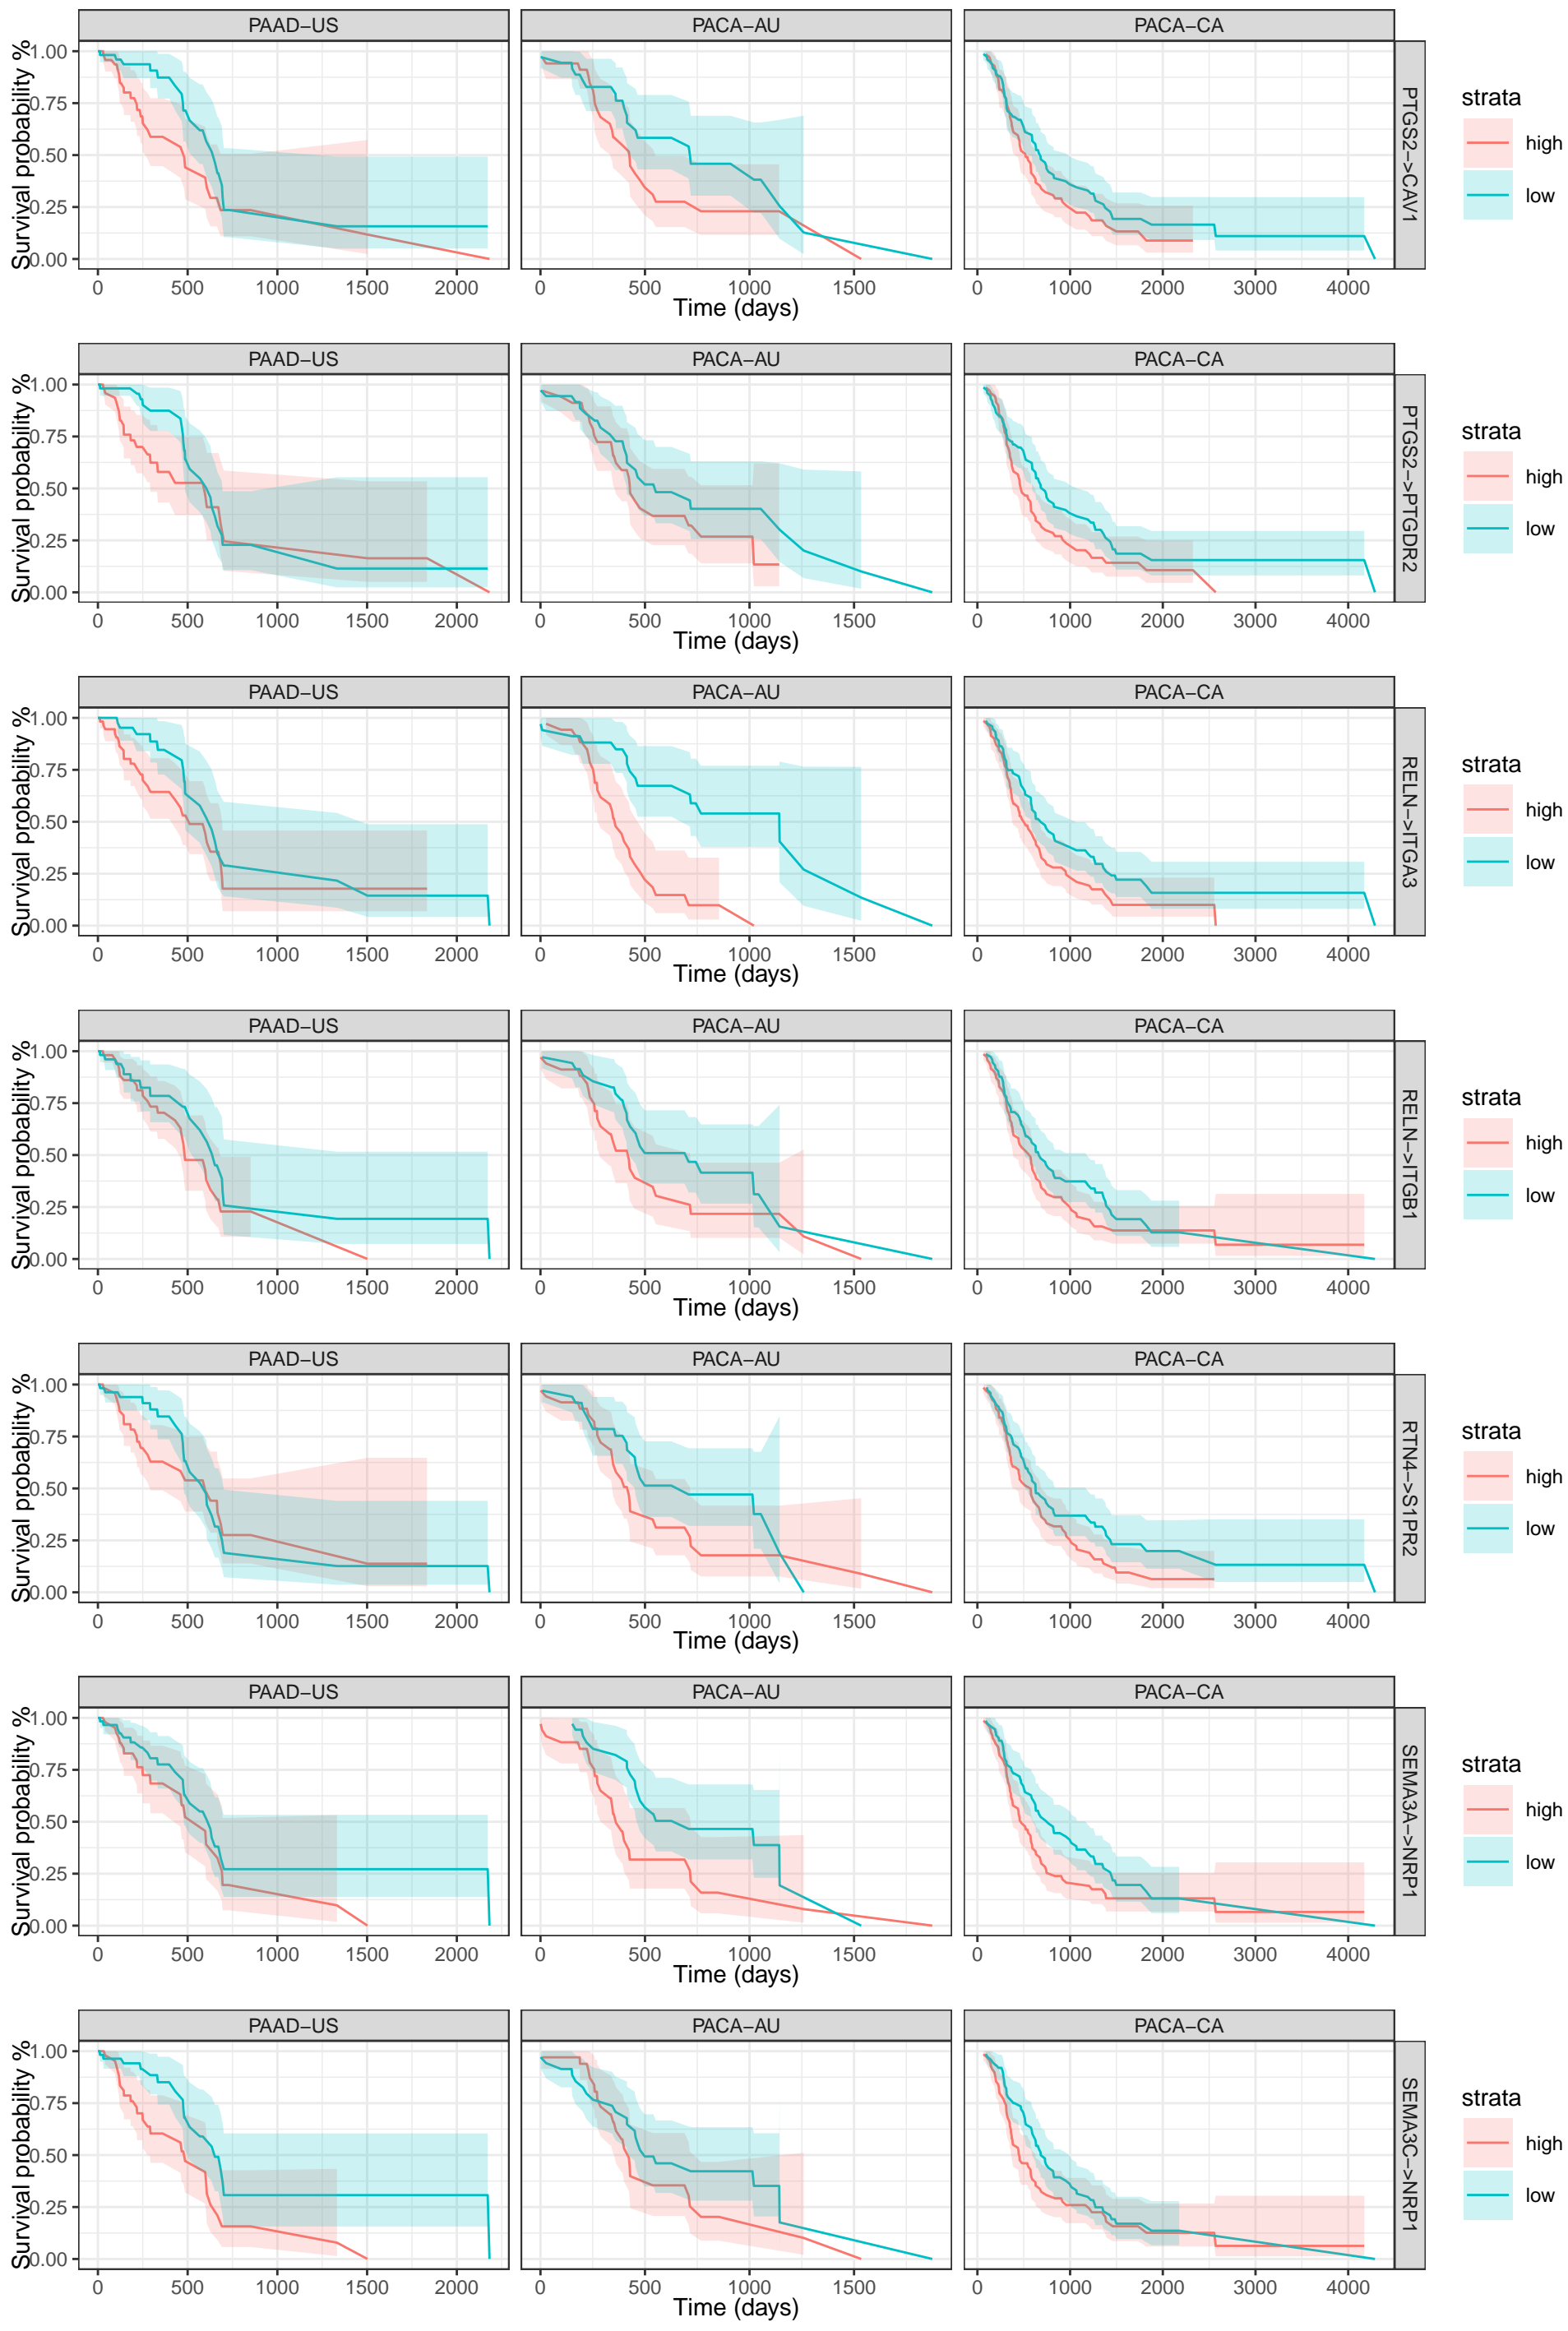 PAAD−US PACA−AU PACA−CA
Survival probability %
1.00
0.75
0.50
0.25
0.00
PTGS2−>CAV1
strata
high
low
0 500 1000 1500 2000 0 500 1000 1500 0 1000 2000 3000 4000
Time (days)
PAAD−US PACA−AU PACA−CA
Survival probability %
1.00
0.75
0.50
0.25
0.00
PTGS2−>PTGDR2
strata
high
low
0 500 1000 1500 2000 0 500 1000 1500 0 1000 2000 3000 4000
Time (days)
PAAD−US PACA−AU PACA−CA
Survival probability %
1.00
0.75
0.50
0.25
0.00
RELN−>ITGA3
strata
high
low
0 500 1000 1500 2000 0 500 1000 1500 0 1000 2000 3000 4000
Time (days)
PAAD−US PACA−AU PACA−CA
Survival probability %
1.00
0.75
0.50
0.25
0.00
RELN−>ITGB1
strata
high
low
0 500 1000 1500 2000 0 500 1000 1500 0 1000 2000 3000 4000
Time (days)
PAAD−US PACA−AU PACA−CA
Survival probability %
1.00
0.75
0.50
0.25
0.00
RTN4−>S1PR2
strata
high
low
0 500 1000 1500 2000 0 500 1000 1500 0 1000 2000 3000 4000
Time (days)
PAAD−US PACA−AU PACA−CA
Survival probability %
1.00
0.75
0.50
0.25
0.00
SEMA3A−>NRP1
strata
high
low
0 500 1000 1500 2000 0 500 1000 1500 0 1000 2000 3000 4000
Time (days)
PAAD−US PACA−AU PACA−CA
Survival probability %
1.00
0.75
0.50
0.25
0.00
SEMA3C−>NRP1
strata
high
low
0 500 1000 1500 2000 0 500 1000 1500 0 1000 2000 3000 4000
Time (days)